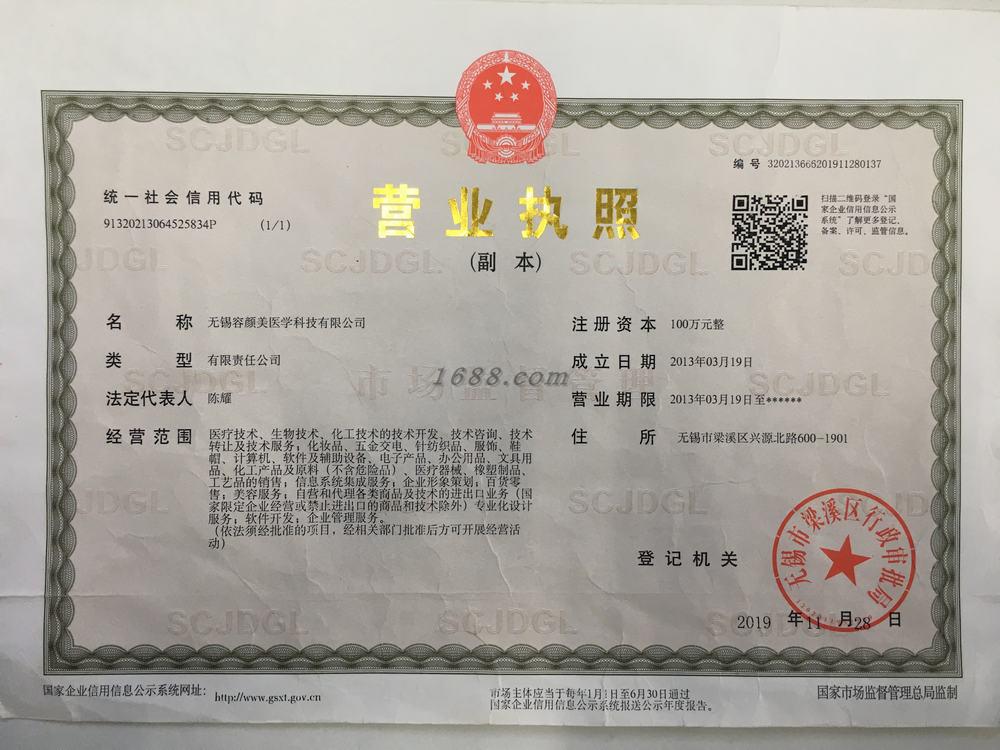 编 号 320213666201911280137
统一社会信用代码
91320213064525834P (1/1)
营业执照
(副 本)
扫描二维码登录“国
家企业信用信息公示
系统”了解更多登记、
备案、许可、监管信息。
名 称 无锡容颜美医学科技有限公司
类 型 有限责任公司
法定代表人 陈耀
经营范围 医疗技术、生物技术、化工技术的技术开发、技术咨询、技术
转让及技术服务；化妆品、五金交电、针纺织品、服饰、鞋
帽、计算机、软件及辅助设备、电子产品、办公用品、文具用
品、化工产品及原料（不含危险品）、医疗器械、橡塑制品、
工艺品的销售；信息系统集成服务；企业形象策划；百货零
售；美容服务；自营和代理各类商品及技术的进出口业务（国
家限定企业经营或禁止进出口的商品和技术除外）专业化设计
服务；软件开发；企业管理服务。
（依法须经批准的项目，经相关部门批准后方可开展经营活
动）
注册资本 100万元整
成立日期 2013年03月19日
营业期限 2013年03月19日至******
住 所 无锡市梁溪区兴源北路600-1901
1688.com
市场监督管理
SCJDGL
登记机关
无锡市梁溪区行政审批局
2019 年 11 月 28 日
国家企业信用信息公示系统网址: http://www.gsxt.gov.cn
市场主体应当于每年1月1日至6月30日通过
国家企业信用信息公示系统报送公示年度报告。
国家市场监督管理总局监制